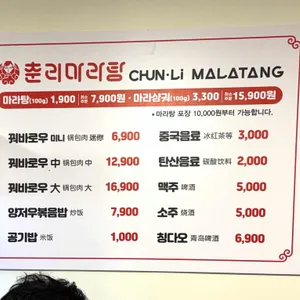 춘리마라탕 CHUN·Li MALATANG
마라탕(100g) 1,900 7,900원 · 마라샹궈(100g) 3,300 15,900원
* 마라탕 포장 10,000원부터 가능합니다.
꿔바로우 미니 锅包肉 迷你 6,900
꿔바로우 中 锅包肉 中 12,900
꿔바로우 大 锅包肉 大 16,900
양저우볶음밥 炒饭 7,900
공기밥 米饭 1,000
중국음료 冰红茶等 3,000
탄산음료 碳酸饮料 2,000
맥주 啤酒 5,000
소주 烧酒 5,000
칭다오 青岛啤酒 6,900